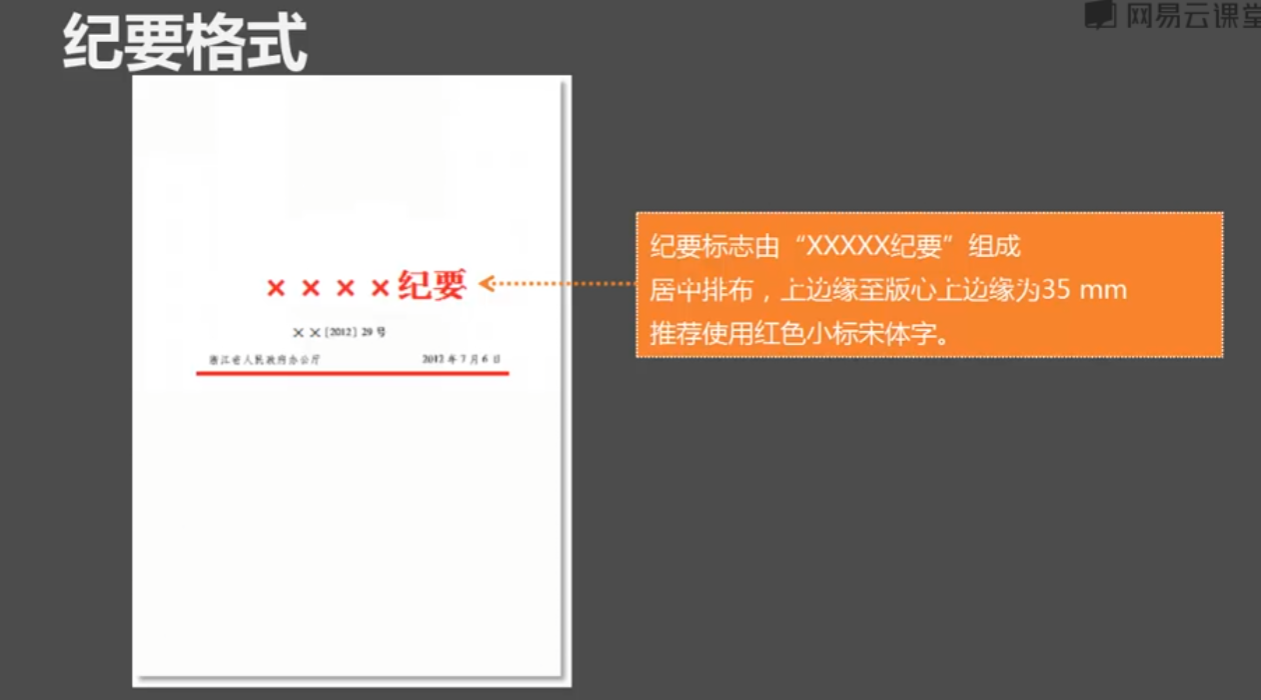 纪要格式
网易云课堂
××××纪要
××〔2012〕29 号
浙江省人民政府办公厅 2012 年 7 月 6 日
纪要标志由“XXXXX纪要”组成
居中排布，上边缘至版心上边缘为35 mm
推荐使用红色小标宋体字。